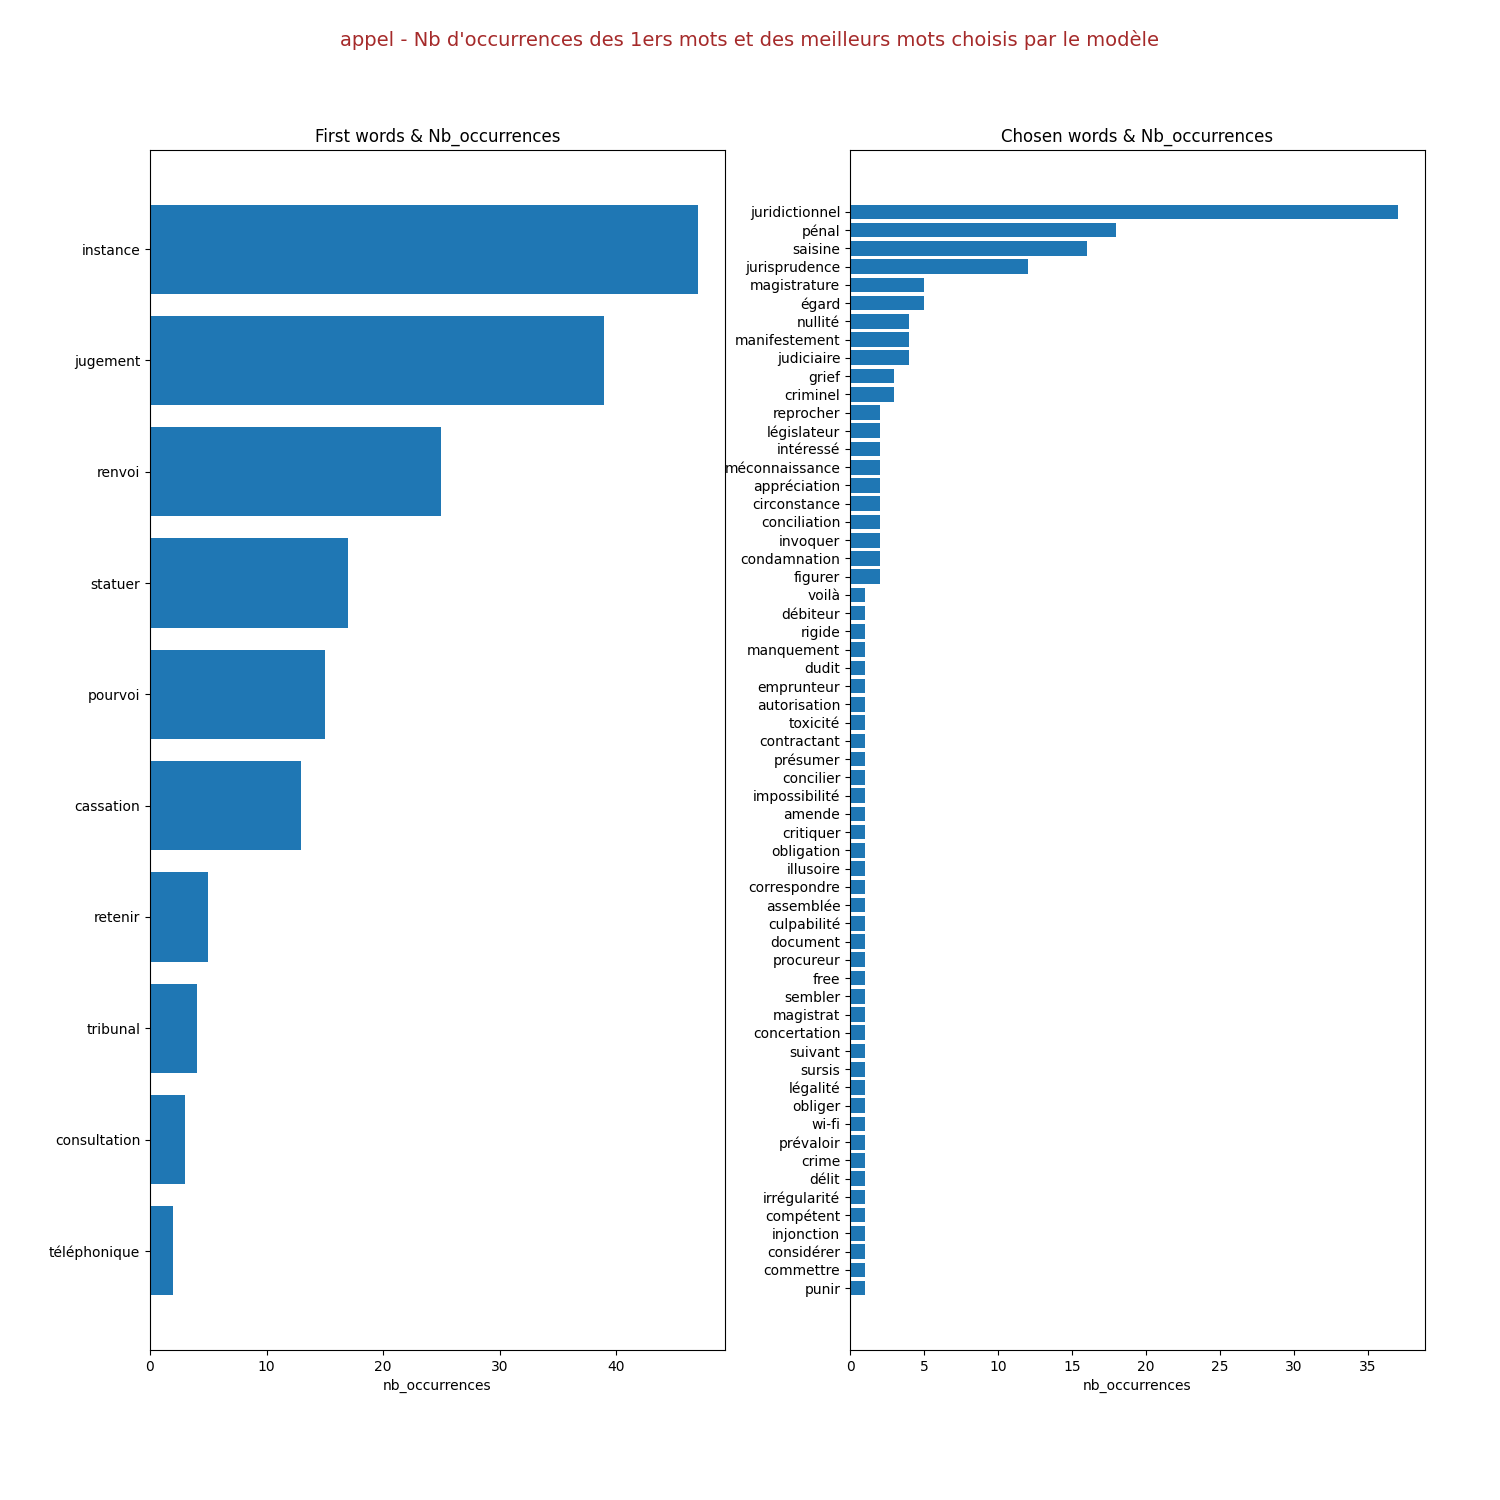 appel - Nb d'occurrences des 1ers mots et des meilleurs mots choisis par le modèle
First words & Nb_occurrences
instance
jugement
renvoi
statuer
pourvoi
cassation
retenir
tribunal
consultation
téléphonique
0 10 20 30 40
nb_occurrences
Chosen words & Nb_occurrences
juridictionnel
pénal
saisine
jurisprudence
magistrature
égard
nullité
manifestement
judiciaire
grief
criminel
reprocher
législateur
intéressé
méconnaissance
appréciation
circonstance
conciliation
invoquer
condamnation
figurer
voilà
débiteur
rigide
manquement
dudit
emprunteur
autorisation
toxicité
contractant
présumer
concilier
impossibilité
amende
critiquer
obligation
illusoire
correspondre
assemblée
culpabilité
document
procureur
free
sembler
magistrat
concertation
suivant
sursis
légalité
obliger
wi-fi
prévaloir
crime
délit
irrégularité
compétent
injonction
considérer
commettre
punir
0 5 10 15 20 25 30 35
nb_occurrences